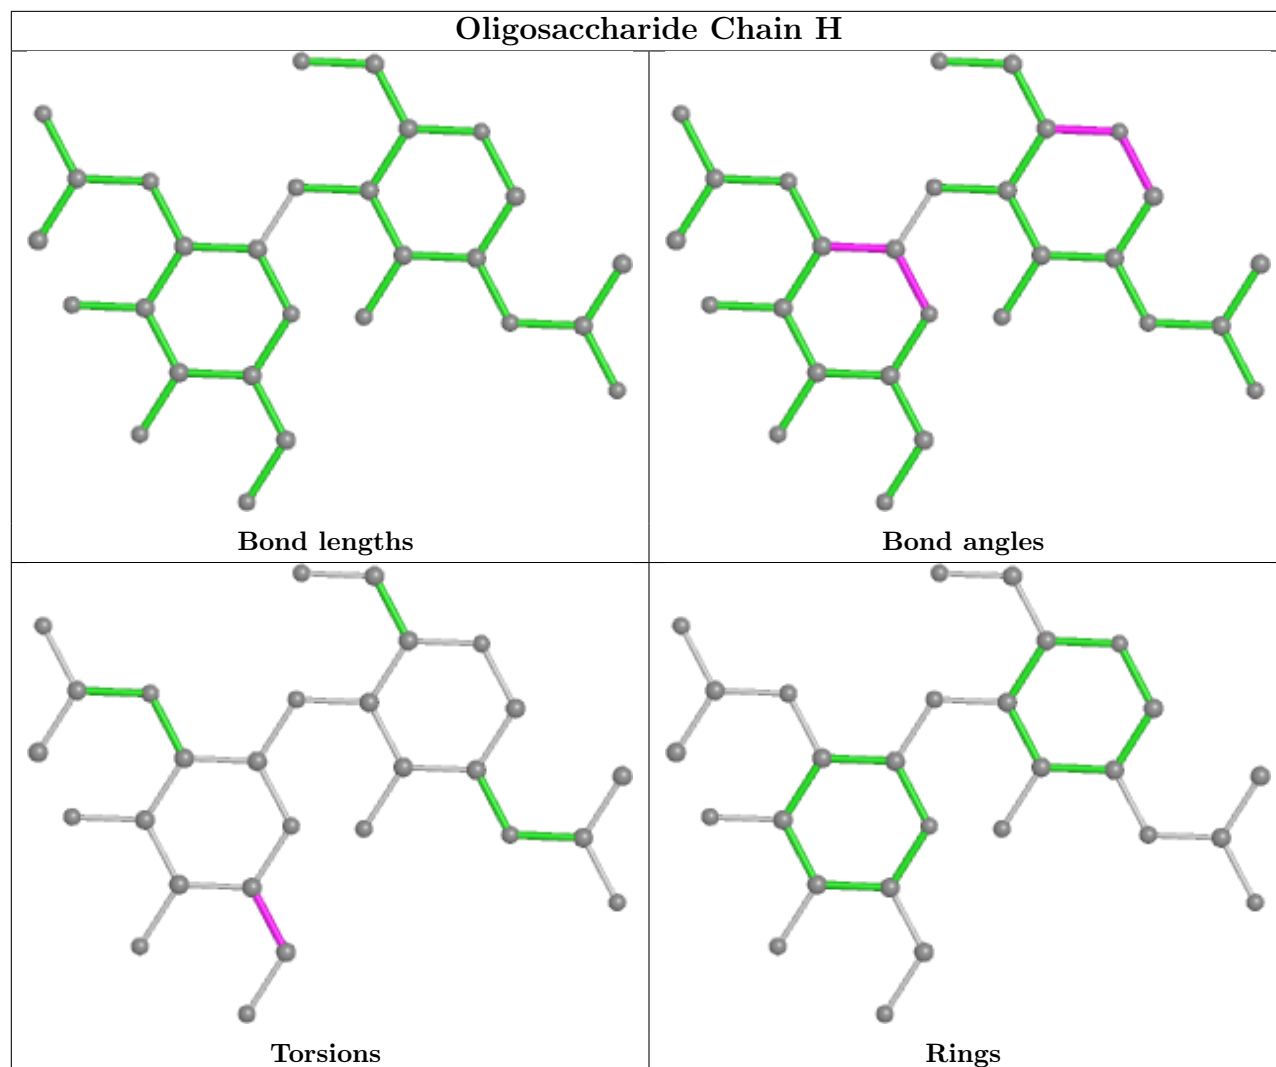 Oligosaccharide Chain H
Bond lengths
Bond angles
Torsions
Rings